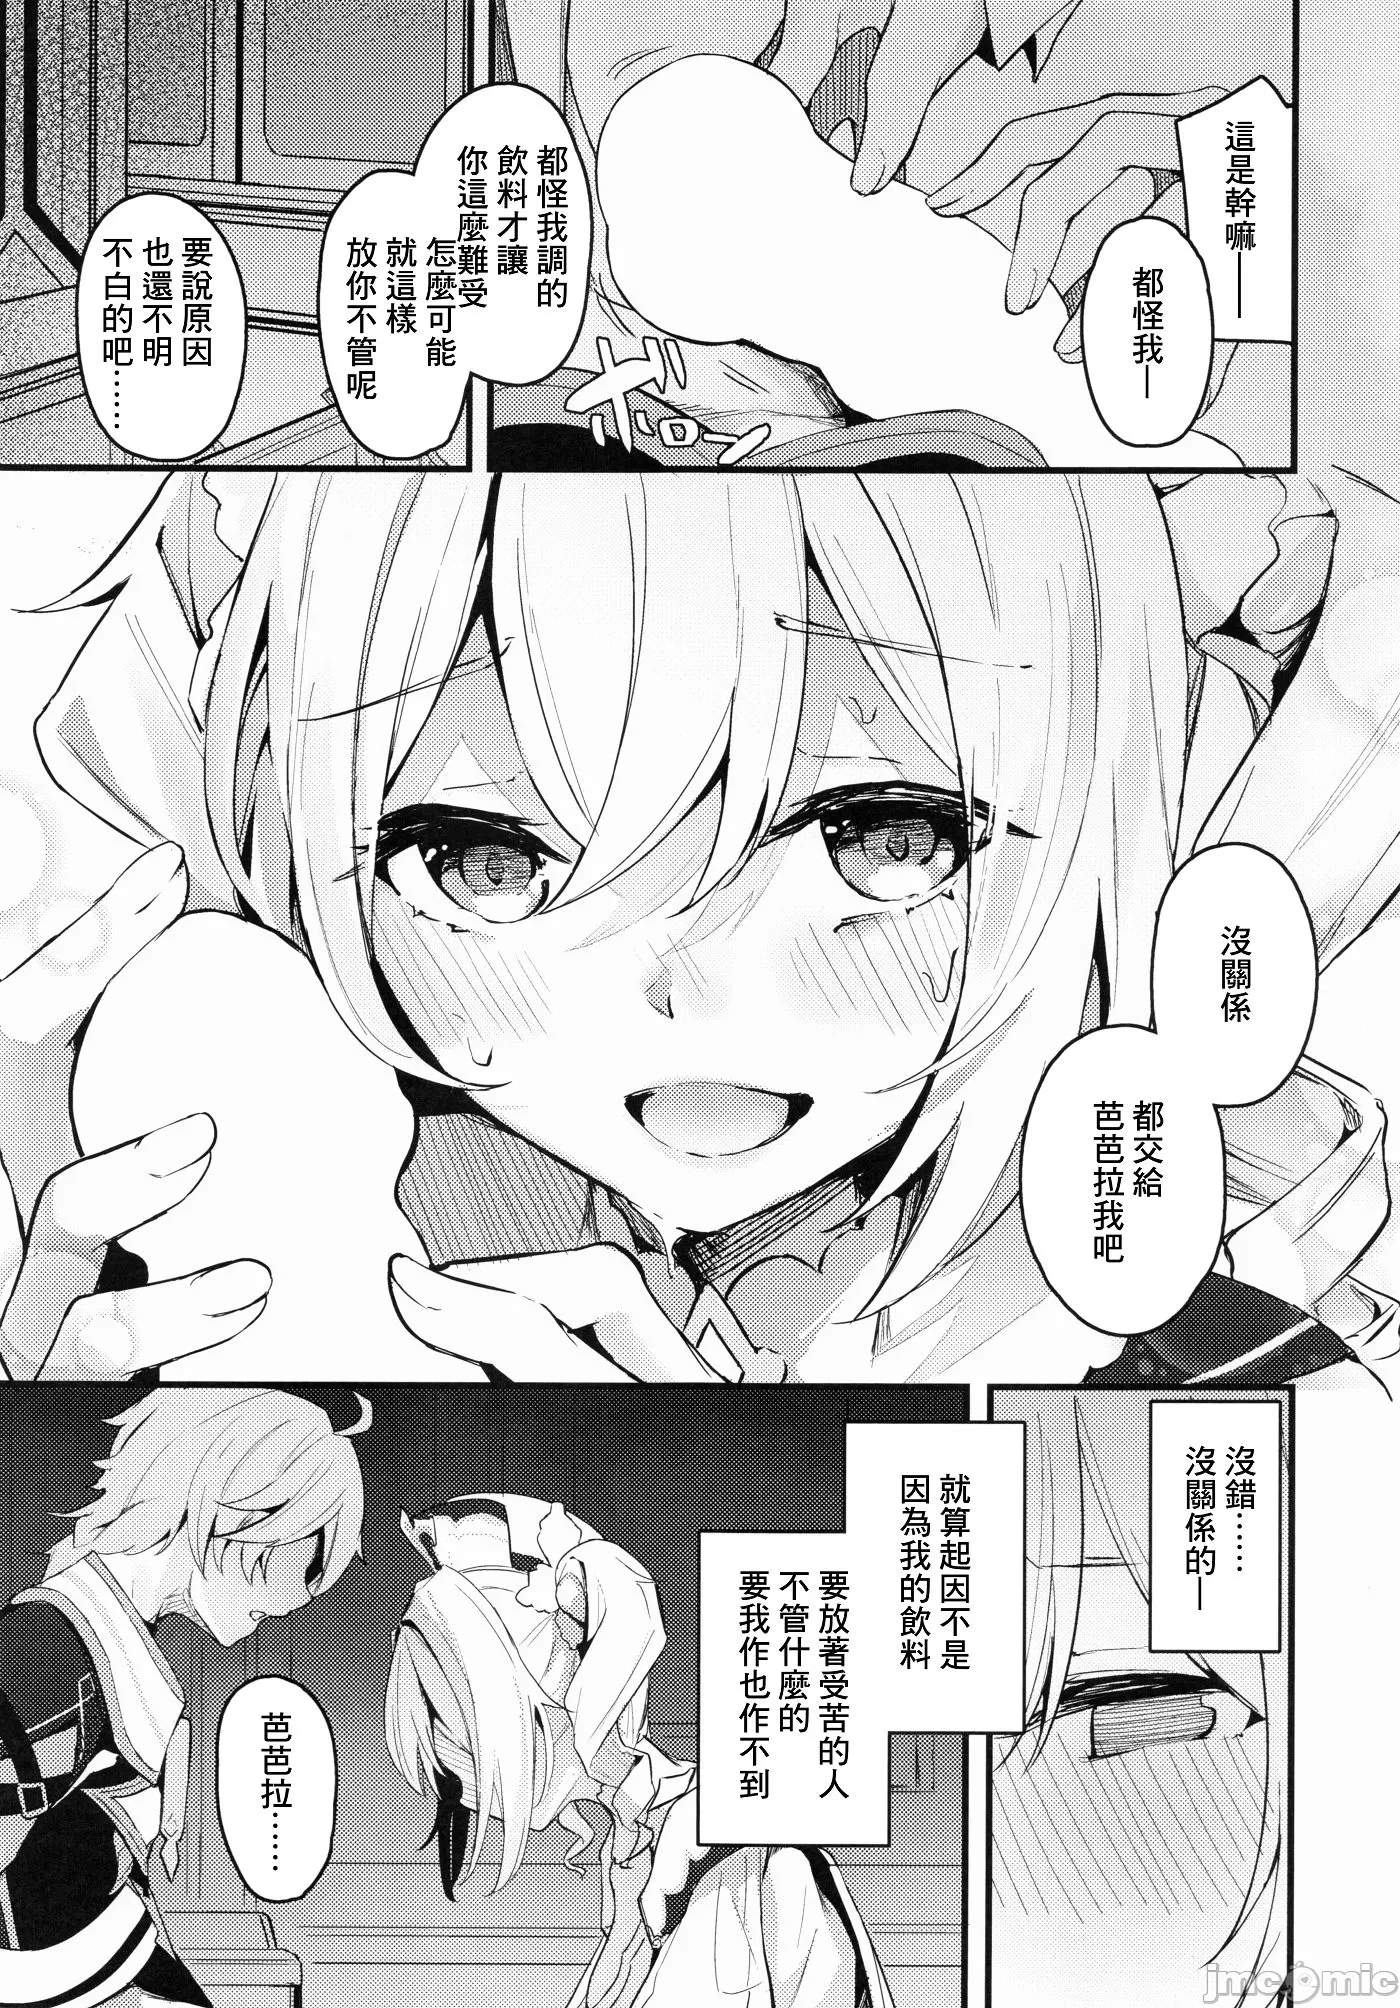 這是幹嘛—
都怪我—
都怪我調的
飲料才讓
你這麼難受
怎麼可能
就這樣
放你不管呢
要說原因
也還不明
不白的吧……
ギロー
沒關係
都交給
芭芭拉我吧
沒錯……
沒關係的—
就算起因不是
因為我的飲料
要放著受苦的人
不管什麼的
要我作也作不到
芭芭拉……
jmcomic